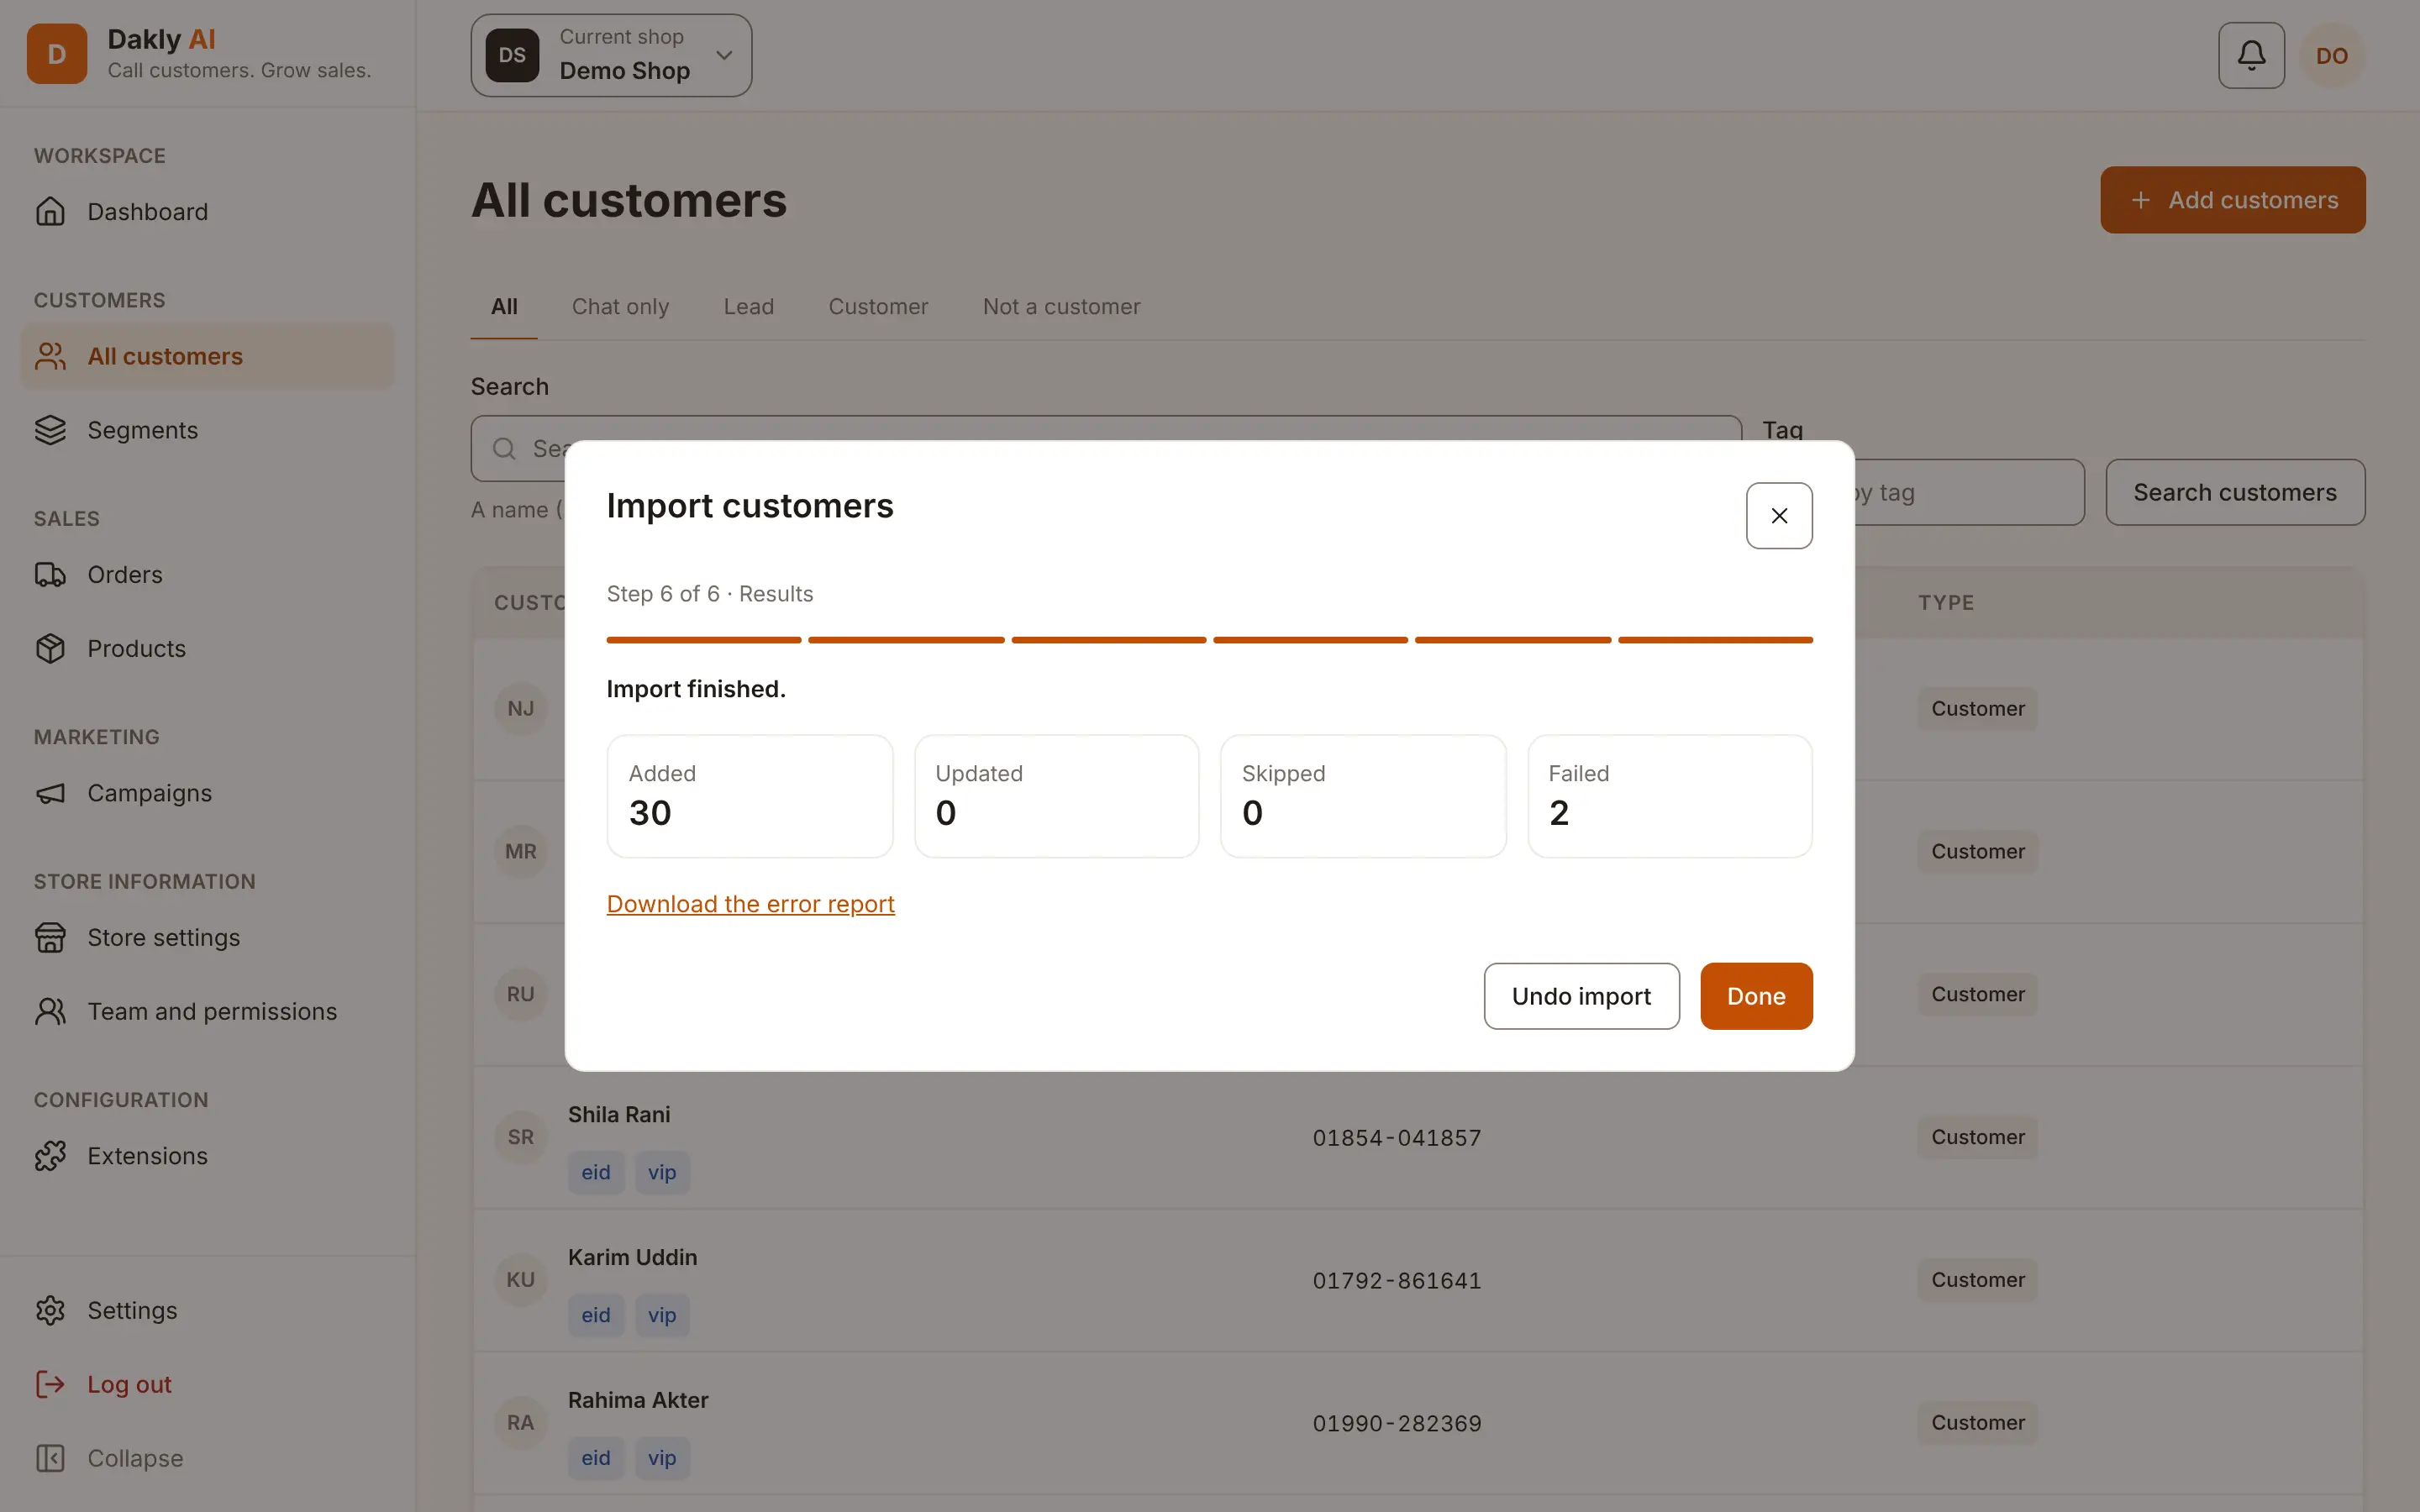 D
Dakly AI
Call customers. Grow sales.
WORKSPACE
Dashboard
CUSTOMERS
All customers
Segments
SALES
Orders
Products
MARKETING
Campaigns
STORE INFORMATION
Store settings
Team and permissions
CONFIGURATION
Extensions
Settings
Log out
Collapse
DS
Current shop
Demo Shop
DO
All customers
Add customers
All
Chat only
Lead
Customer
Not a customer
Search
Tag
A name (
by tag
Search customers
TYPE
Import customers
Step 6 of 6 · Results
Import finished.
Added
30
Updated
0
Skipped
0
Failed
2
Download the error report
Undo import
Done
NJ
Customer
MR
Customer
RU
Customer
SR
Shila Rani
eid
vip
01854-041857
Customer
KU
Karim Uddin
eid
vip
01792-861641
Customer
RA
Rahima Akter
eid
vip
01990-282369
Customer